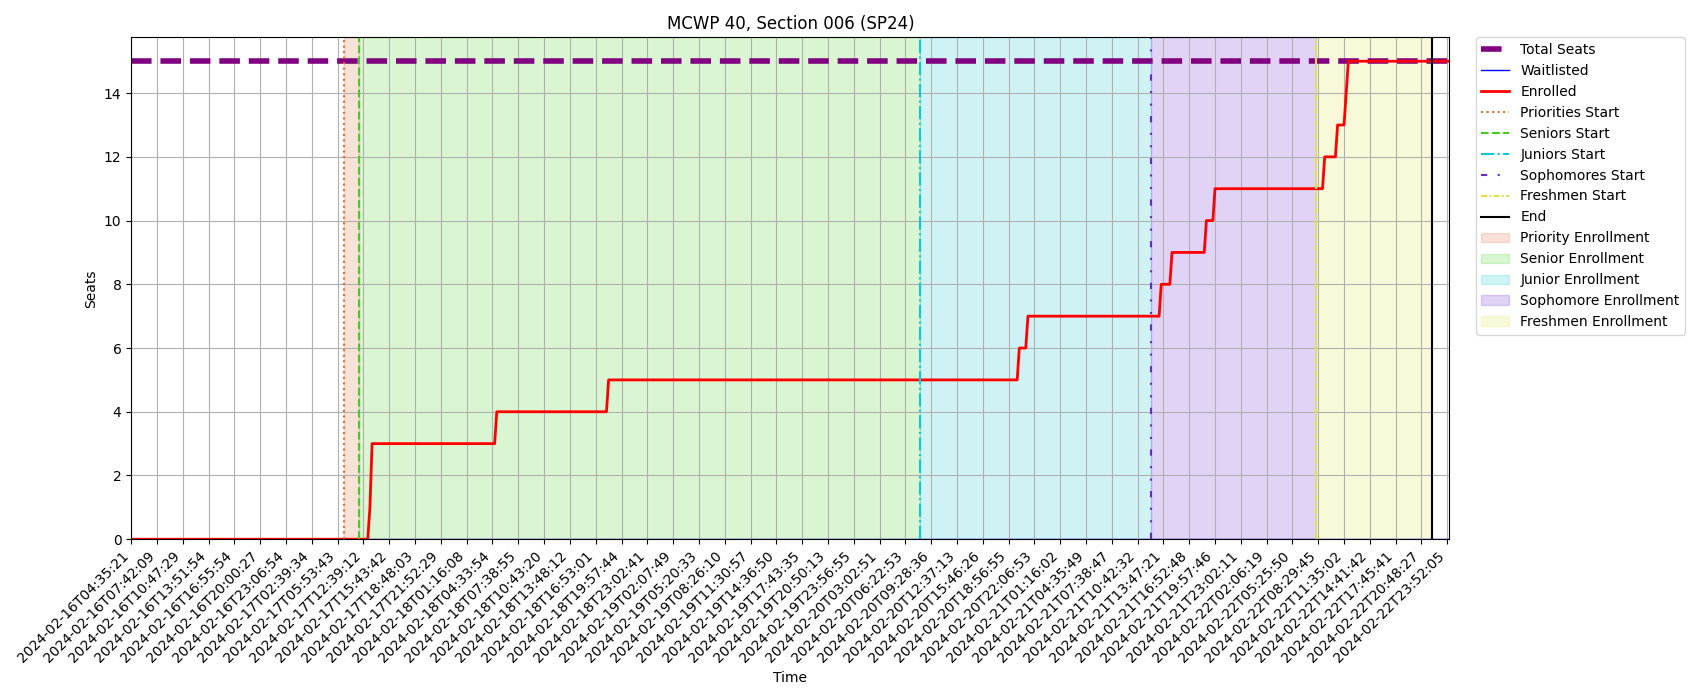 MCWP 40, Section 006 (SP24)
Total Seats
Waitlisted
Enrolled
Priorities Start
Seniors Start
Juniors Start
Sophomores Start
Freshmen Start
End
Priority Enrollment
Senior Enrollment
Junior Enrollment
Sophomore Enrollment
Freshmen Enrollment
Seats
14
12
10
8
6
4
2
0
2024-02-16T04:35:21
2024-02-16T07:42:09
2024-02-16T10:47:29
2024-02-16T13:51:54
2024-02-16T16:55:54
2024-02-16T20:00:27
2024-02-16T23:06:54
2024-02-17T02:39:34
2024-02-17T05:53:43
2024-02-17T12:39:12
2024-02-17T15:43:42
2024-02-17T18:48:03
2024-02-17T21:52:29
2024-02-18T01:16:08
2024-02-18T04:33:54
2024-02-18T07:38:55
2024-02-18T10:43:20
2024-02-18T13:48:12
2024-02-18T16:53:01
2024-02-18T19:57:44
2024-02-18T23:02:41
2024-02-19T02:07:49
2024-02-19T05:20:33
2024-02-19T08:26:10
2024-02-19T11:30:57
2024-02-19T14:36:50
2024-02-19T17:43:35
2024-02-19T20:50:13
2024-02-19T23:56:55
2024-02-20T03:02:51
2024-02-20T06:22:53
2024-02-20T09:28:36
2024-02-20T12:37:13
2024-02-20T15:46:26
2024-02-20T18:56:55
2024-02-20T22:06:53
2024-02-21T01:16:02
2024-02-21T04:35:49
2024-02-21T07:38:47
2024-02-21T10:42:32
2024-02-21T13:47:21
2024-02-21T16:52:48
2024-02-21T19:57:46
2024-02-21T23:02:11
2024-02-22T02:06:19
2024-02-22T05:25:50
2024-02-22T08:29:45
2024-02-22T11:35:02
2024-02-22T14:41:42
2024-02-22T17:45:41
2024-02-22T20:48:27
2024-02-22T23:52:05
Time